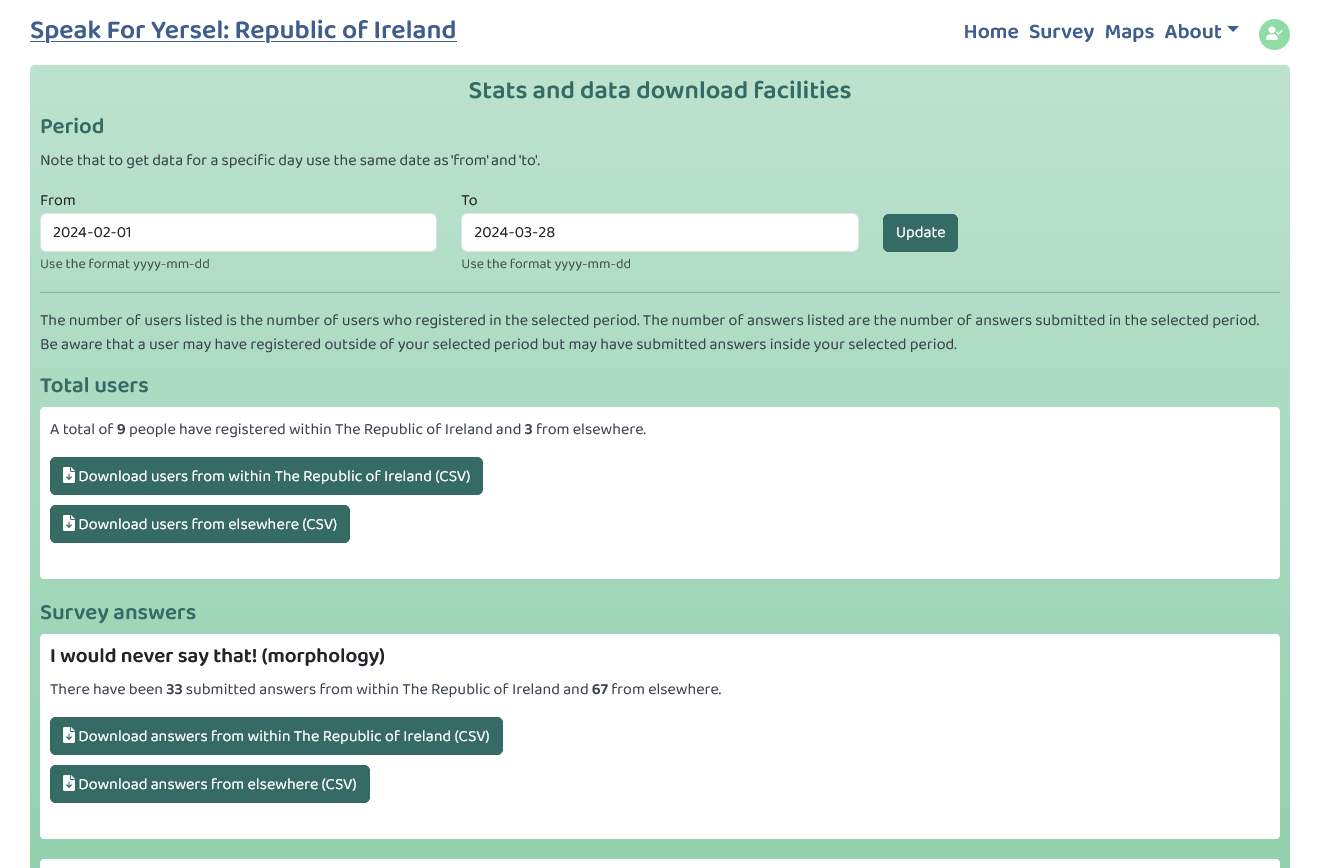 Speak For Yersel: Republic of Ireland
Home Survey Maps About
Stats and data download facilities
Period
Note that to get data for a specific day use the same date as 'from' and 'to'.
From To
2024-02-01 2024-03-28 Update
Use the format yyyy-mm-dd Use the format yyyy-mm-dd
The number of users listed is the number of users who registered in the selected period. The number of answers listed are the number of answers submitted in the selected period.
Be aware that a user may have registered outside of your selected period but may have submitted answers inside your selected period.
Total users
A total of 9 people have registered within The Republic of Ireland and 3 from elsewhere.
Download users from within The Republic of Ireland (CSV)
Download users from elsewhere (CSV)
Survey answers
I would never say that! (morphology)
There have been 33 submitted answers from within The Republic of Ireland and 67 from elsewhere.
Download answers from within The Republic of Ireland (CSV)
Download answers from elsewhere (CSV)